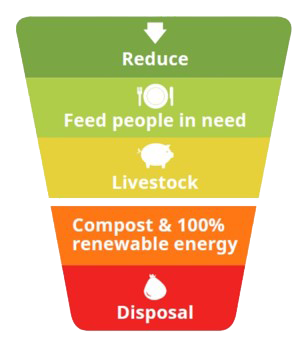 Reduce
Feed people in need
Livestock
Compost & 100%
renewable energy
Disposal